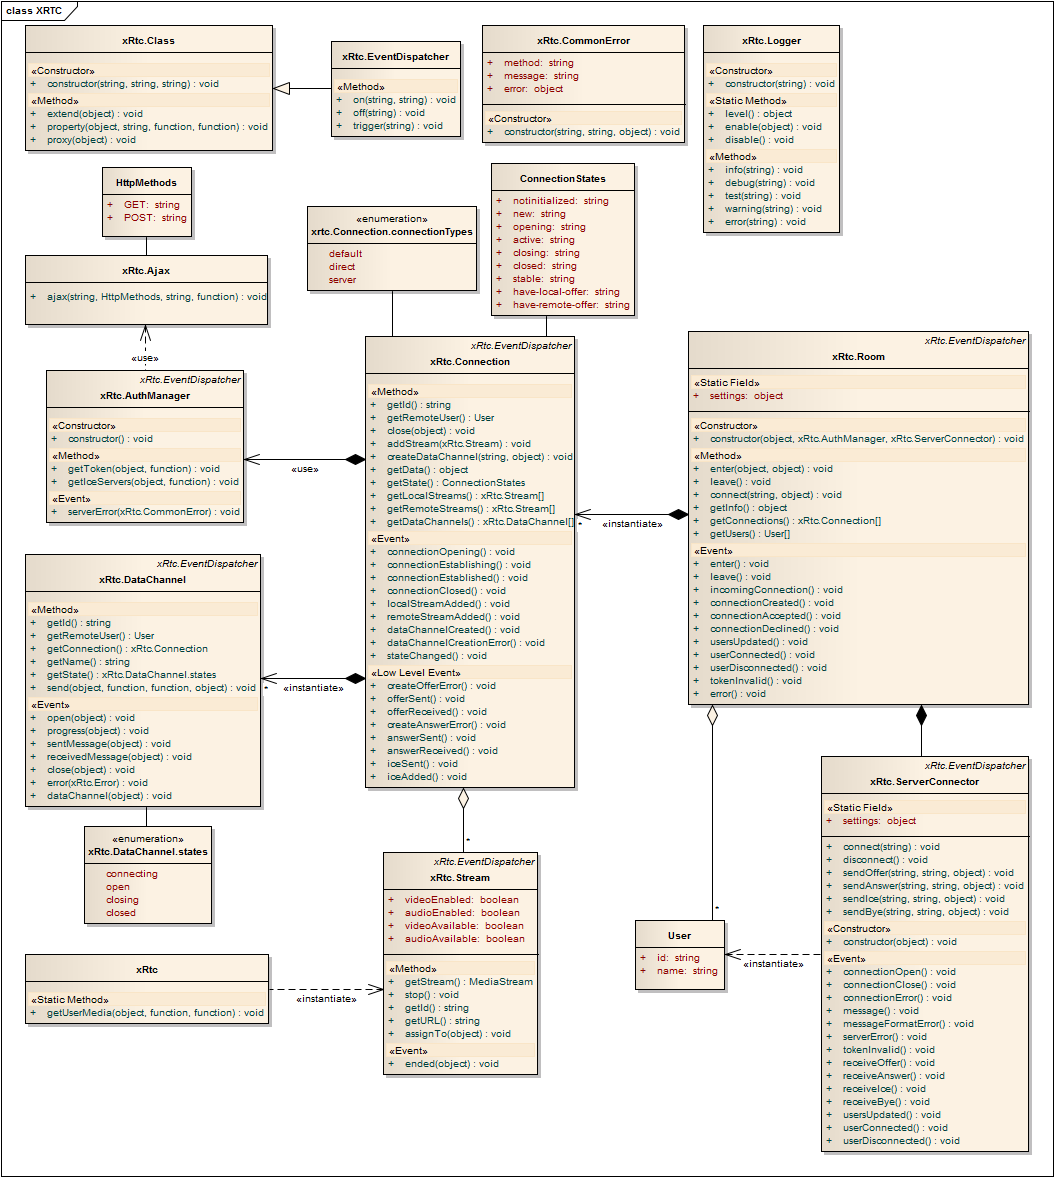 class XRTC
xRtc.Class
«Constructor»
+ constructor(string, string, string) : void
«Method»
+ extend(object) : void
+ property(object, string, function, function) : void
+ proxy(object) : void
xRtc.EventDispatcher
«Method»
+ on(string, string) : void
+ off(string) : void
+ trigger(string) : void
xRtc.CommonError
+ method: string
+ message: string
+ error: object
«Constructor»
+ constructor(string, string, object) : void
xRtc.Logger
«Constructor»
+ constructor(string) : void
«Static Method»
+ level() : object
+ enable(object) : void
+ disable() : void
«Method»
+ info(string) : void
+ debug(string) : void
+ test(string) : void
+ warning(string) : void
+ error(string) : void
HttpMethods
+ GET: string
+ POST: string
xRtc.Ajax
+ ajax(string, HttpMethods, string, function) : void
«use»
«enumeration»
xrtc.Connection.connectionTypes
default
direct
server
ConnectionStates
+ notinitialized: string
+ new: string
+ opening: string
+ active: string
+ closing: string
+ closed: string
+ stable: string
+ have-local-offer: string
+ have-remote-offer: string
xRtc.EventDispatcher
xRtc.AuthManager
«Constructor»
+ constructor() : void
«Method»
+ getToken(object, function) : void
+ getIceServers(object, function) : void
«Event»
+ serverError(xRtc.CommonError) : void
«use»
xRtc.EventDispatcher
xRtc.Connection
«Method»
+ getId() : string
+ getRemoteUser() : User
+ close(object) : void
+ addStream(xRtc.Stream) : void
+ createDataChannel(string, object) : void
+ getData() : object
+ getState() : ConnectionStates
+ getLocalStreams() : xRtc.Stream[]
+ getRemoteStreams() : xRtc.Stream[]
+ getDataChannels() : xRtc.DataChannel[]
«Event»
+ connectionOpening() : void
+ connectionEstablishing() : void
+ connectionEstablished() : void
+ connectionClosed() : void
+ localStreamAdded() : void
+ remoteStreamAdded() : void
+ dataChannelCreated() : void
+ dataChannelCreationError() : void
+ stateChanged() : void
«Low Level Event»
+ createOfferError() : void
+ offerSent() : void
+ offerReceived() : void
+ createAnswerError() : void
+ answerSent() : void
+ answerReceived() : void
+ iceSent() : void
+ iceAdded() : void
*
«instantiate»
xRtc.EventDispatcher
xRtc.Room
«Static Field»
+ settings: object
«Constructor»
+ constructor(object, xRtc.AuthManager, xRtc.ServerConnector) : void
«Method»
+ enter(object, object) : void
+ leave() : void
+ connect(string, object) : void
+ getInfo() : object
+ getConnections() : xRtc.Connection[]
+ getUsers() : User[]
«Event»
+ enter() : void
+ leave() : void
+ incomingConnection() : void
+ connectionCreated() : void
+ connectionAccepted() : void
+ connectionDeclined() : void
+ usersUpdated() : void
+ userConnected() : void
+ userDisconnected() : void
+ tokenInvalid() : void
+ error() : void
xRtc.EventDispatcher
xRtc.DataChannel
«Method»
+ getId() : string
+ getRemoteUser() : User
+ getConnection() : xRtc.Connection
+ getName() : string
+ getState() : xRtc.DataChannel.states
+ send(object, function, function, object) : void
«Event»
+ open(object) : void
+ progress(object) : void
+ sentMessage(object) : void
+ receivedMessage(object) : void
+ close(object) : void
+ error(xRtc.Error) : void
+ dataChannel(object) : void
*
«instantiate»
«enumeration»
xRtc.DataChannel.states
connecting
open
closing
closed
*
xRtc.EventDispatcher
xRtc.Stream
+ videoEnabled: boolean
+ audioEnabled: boolean
+ videoAvailable: boolean
+ audioAvailable: boolean
«Method»
+ getStream() : MediaStream
+ stop() : void
+ getId() : string
+ getURL() : string
+ assignTo(object) : void
«Event»
+ ended(object) : void
xRtc
«Static Method»
+ getUserMedia(object, function, function) : void
«instantiate»
*
User
+ id: string
+ name: string
«instantiate»
xRtc.EventDispatcher
xRtc.ServerConnector
«Static Field»
+ settings: object
+ connect(string) : void
+ disconnect() : void
+ sendOffer(string, string, object) : void
+ sendAnswer(string, string, object) : void
+ sendIce(string, string, object) : void
+ sendBye(string, string, object) : void
«Constructor»
+ constructor(object) : void
«Event»
+ connectionOpen() : void
+ connectionClose() : void
+ connectionError() : void
+ message() : void
+ messageFormatError() : void
+ serverError() : void
+ tokenInvalid() : void
+ receiveOffer() : void
+ receiveAnswer() : void
+ receiveIce() : void
+ receiveBye() : void
+ usersUpdated() : void
+ userConnected() : void
+ userDisconnected() : void